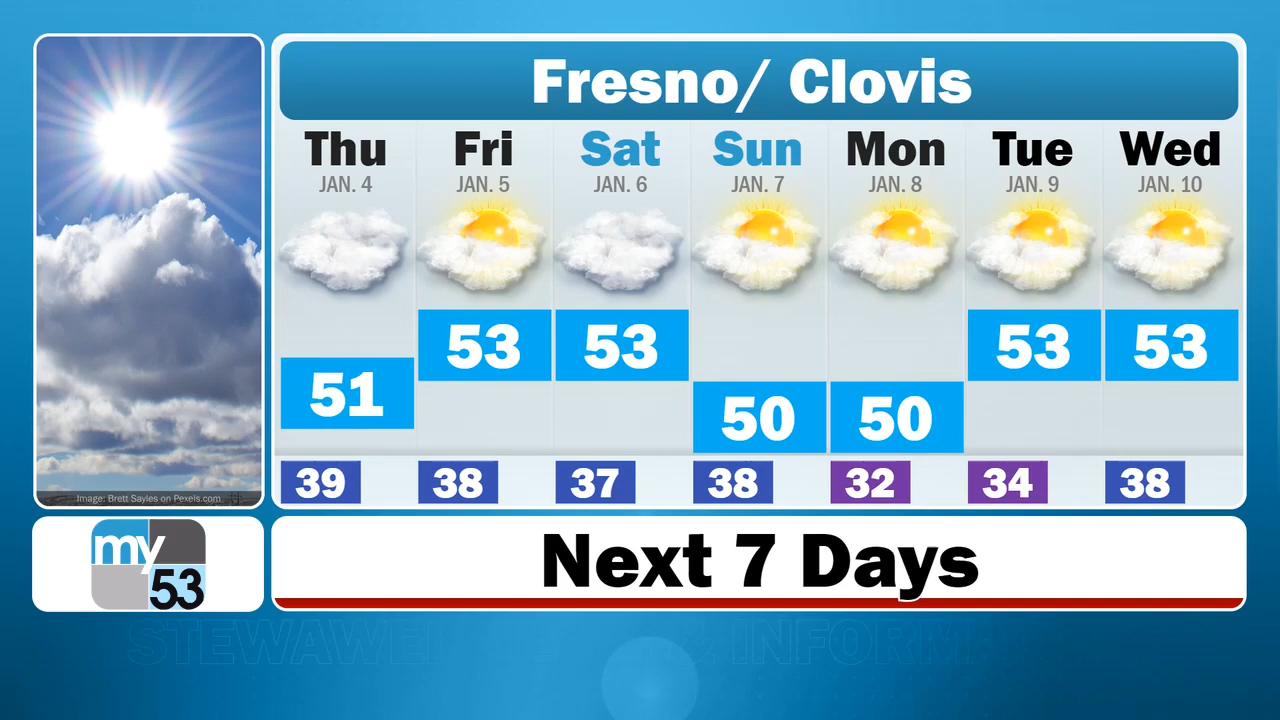 Fresno/ Clovis
Thu Fri Sat Sun Mon Tue Wed
JAN. 4 JAN. 5 JAN. 6 JAN. 7 JAN. 8 JAN. 9 JAN. 10
53 53 53 53
51
50 50
39 38 37 38 32 34 38
Image: Brett Sayles on Pexels.com
my
53
Next 7 Days